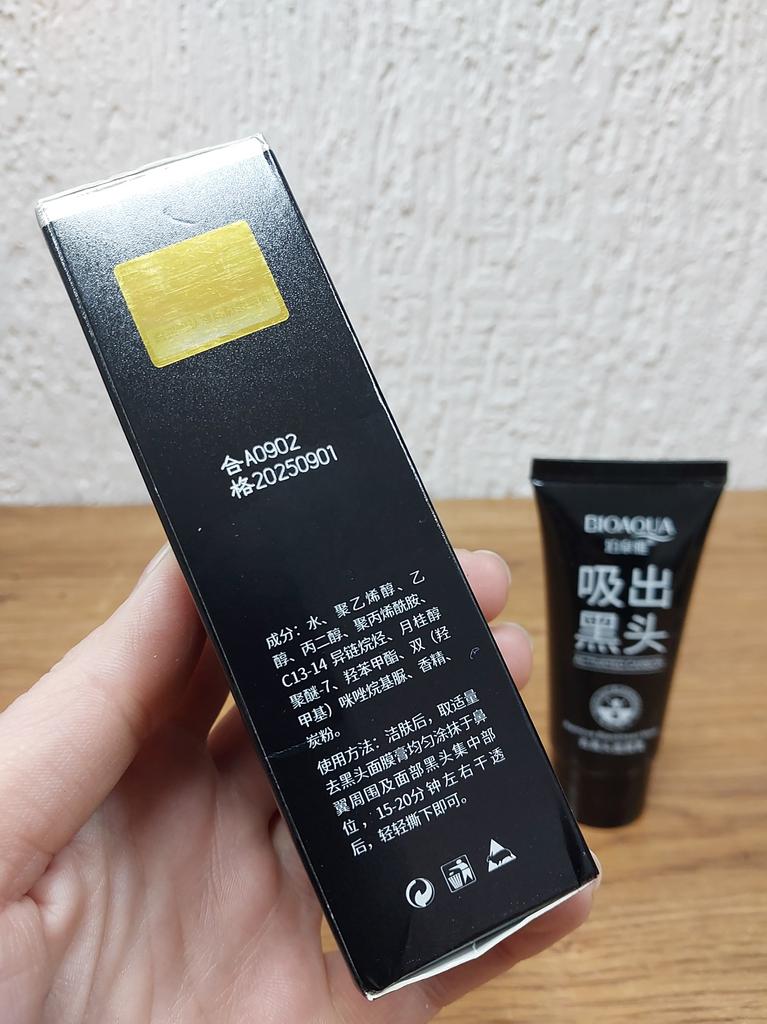 合A0902
格20250901
成分：水、聚乙烯醇、乙
醇、丙二醇、聚丙烯酰胺、
C13-14 异链烷烃、月桂醇
聚醚-7、羟苯甲酯、双（羟
甲基）咪唑烷基脲、香精、
炭粉。
使用方法：洁肤后，取适量
去黑头面膜膏均匀涂抹于鼻
翼周围及面部黑头集中部
位，15-20分钟左右干透
后，轻轻撕下即可。
BIOAQUA
泊泉雅
吸出
黑头